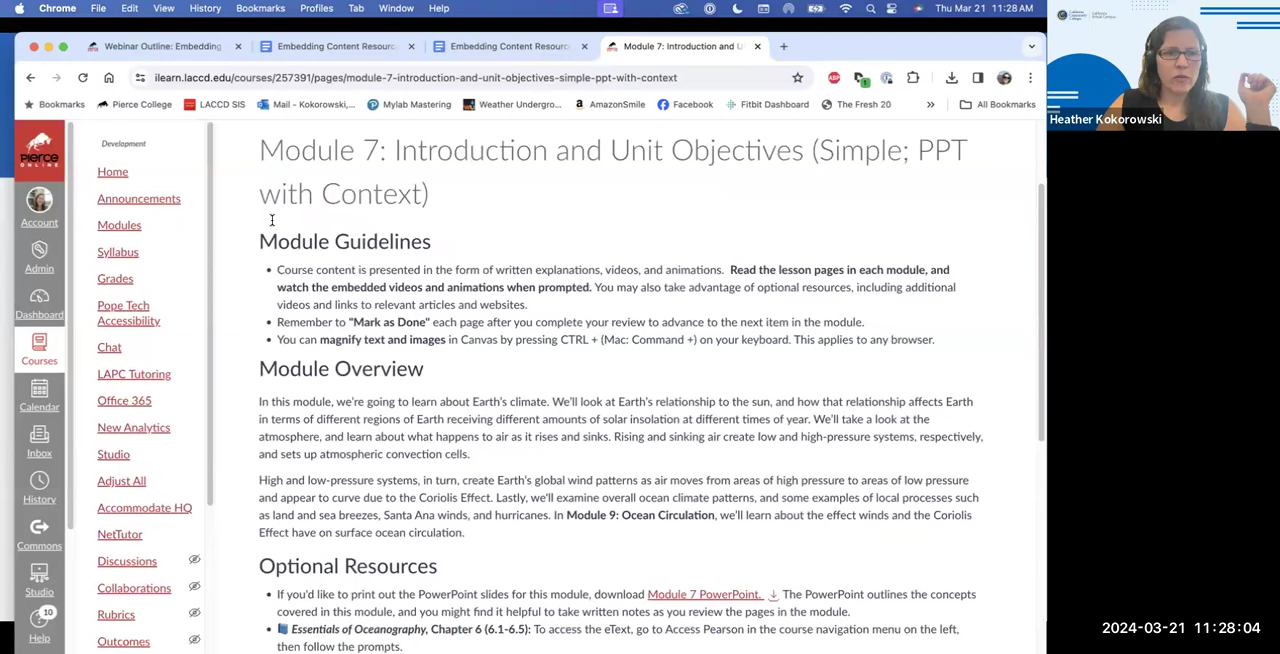 Chrome File Edit View History Bookmarks Profiles Tab Window Help Thu Mar 21 11:28 AM
Webinar Outline: Embedding Embedding Content Resourc Embedding Content Resourc Module 7: Introduction and U
ilearn.laccd.edu/courses/257391/pages/module-7-introduction-and-unit-objectives-simple-ppt-with-context
Bookmarks Pierce College LACCD SIS Mail - Kokorowski,... Mylab Mastering Weather Undergro... AmazonSmile Facebook Fitbit Dashboard The Fresh 20 » All Bookmarks
PIERCE
ONLINE
Account
Admin
Dashboard
Courses
Calendar
Inbox
History
Commons
Studio
10
Help
Development
Home
Announcements
Modules
Syllabus
Grades
Pope Tech
Accessibility
Chat
LAPC Tutoring
Office 365
New Analytics
Studio
Adjust All
Accommodate HQ
NetTutor
Discussions
Collaborations
Rubrics
Outcomes
Module 7: Introduction and Unit Objectives (Simple; PPT
with Context)
Module Guidelines
• Course content is presented in the form of written explanations, videos, and animations. Read the lesson pages in each module, and
watch the embedded videos and animations when prompted. You may also take advantage of optional resources, including additional
videos and links to relevant articles and websites.
• Remember to "Mark as Done" each page after you complete your review to advance to the next item in the module.
• You can magnify text and images in Canvas by pressing CTRL + (Mac: Command +) on your keyboard. This applies to any browser.
Module Overview
In this module, we're going to learn about Earth's climate. We'll look at Earth's relationship to the sun, and how that relationship affects Earth
in terms of different regions of Earth receiving different amounts of solar insolation at different times of year. We'll take a look at the
atmosphere, and learn about what happens to air as it rises and sinks. Rising and sinking air create low and high-pressure systems, respectively,
and sets up atmospheric convection cells.
High and low-pressure systems, in turn, create Earth's global wind patterns as air moves from areas of high pressure to areas of low pressure
and appear to curve due to the Coriolis Effect. Lastly, we'll examine overall ocean climate patterns, and some examples of local processes such
as land and sea breezes, Santa Ana winds, and hurricanes. In Module 9: Ocean Circulation, we'll learn about the effect winds and the Coriolis
Effect have on surface ocean circulation.
Optional Resources
• If you'd like to print out the PowerPoint slides for this module, download Module 7 PowerPoint. The PowerPoint outlines the concepts
covered in this module, and you might find it helpful to take written notes as you review the pages in the module.
• Essentials of Oceanography, Chapter 6 (6.1-6.5): To access the eText, go to Access Pearson in the course navigation menu on the left,
then follow the prompts.
Heather Kokorowski
2024-03-21 11:28:04